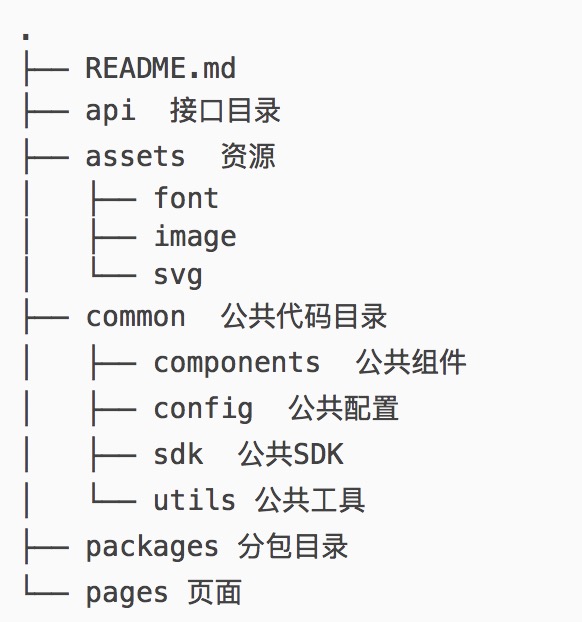 .
├── README.md
├── api  接口目录
├── assets  资源
│   ├── font
│   ├── image
│   └── svg
├── common  公共代码目录
│   ├── components  公共组件
│   ├── config  公共配置
│   ├── sdk  公共SDK
│   └── utils 公共工具
├── packages 分包目录
└── pages 页面